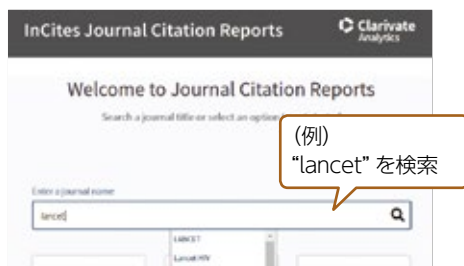 InCites Journal Citation Reports
Clarivate
Analytics
Welcome to Journal Citation Reports
Search a journal title or select an option
(例)
“lancet” を検索
Enter a journal name
lancet
LANCET
Lancet HIV